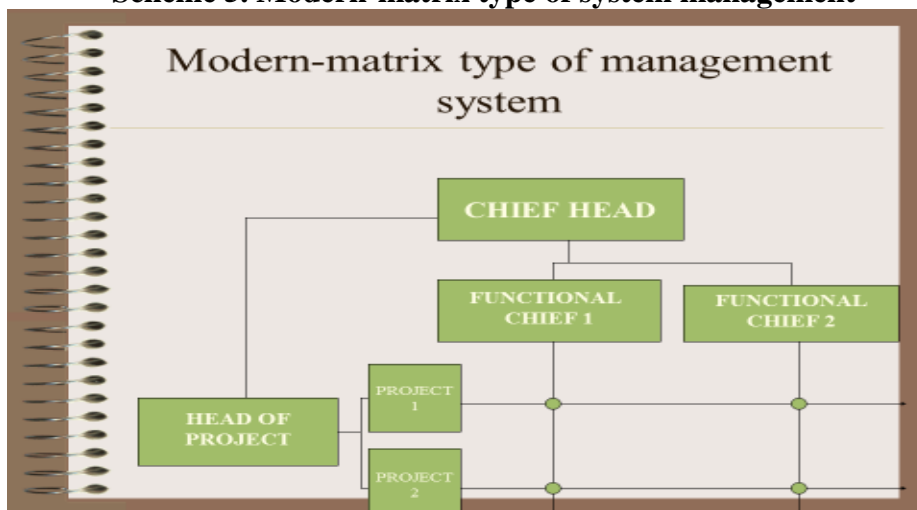 Scheme 3. Modern-matrix type of system management
Modern-matrix type of management
system
CHIEF HEAD
FUNCTIONAL
CHIEF 1
FUNCTIONAL
CHIEF 2
PROJECT
1
HEAD OF
PROJECT
PROJECT
2